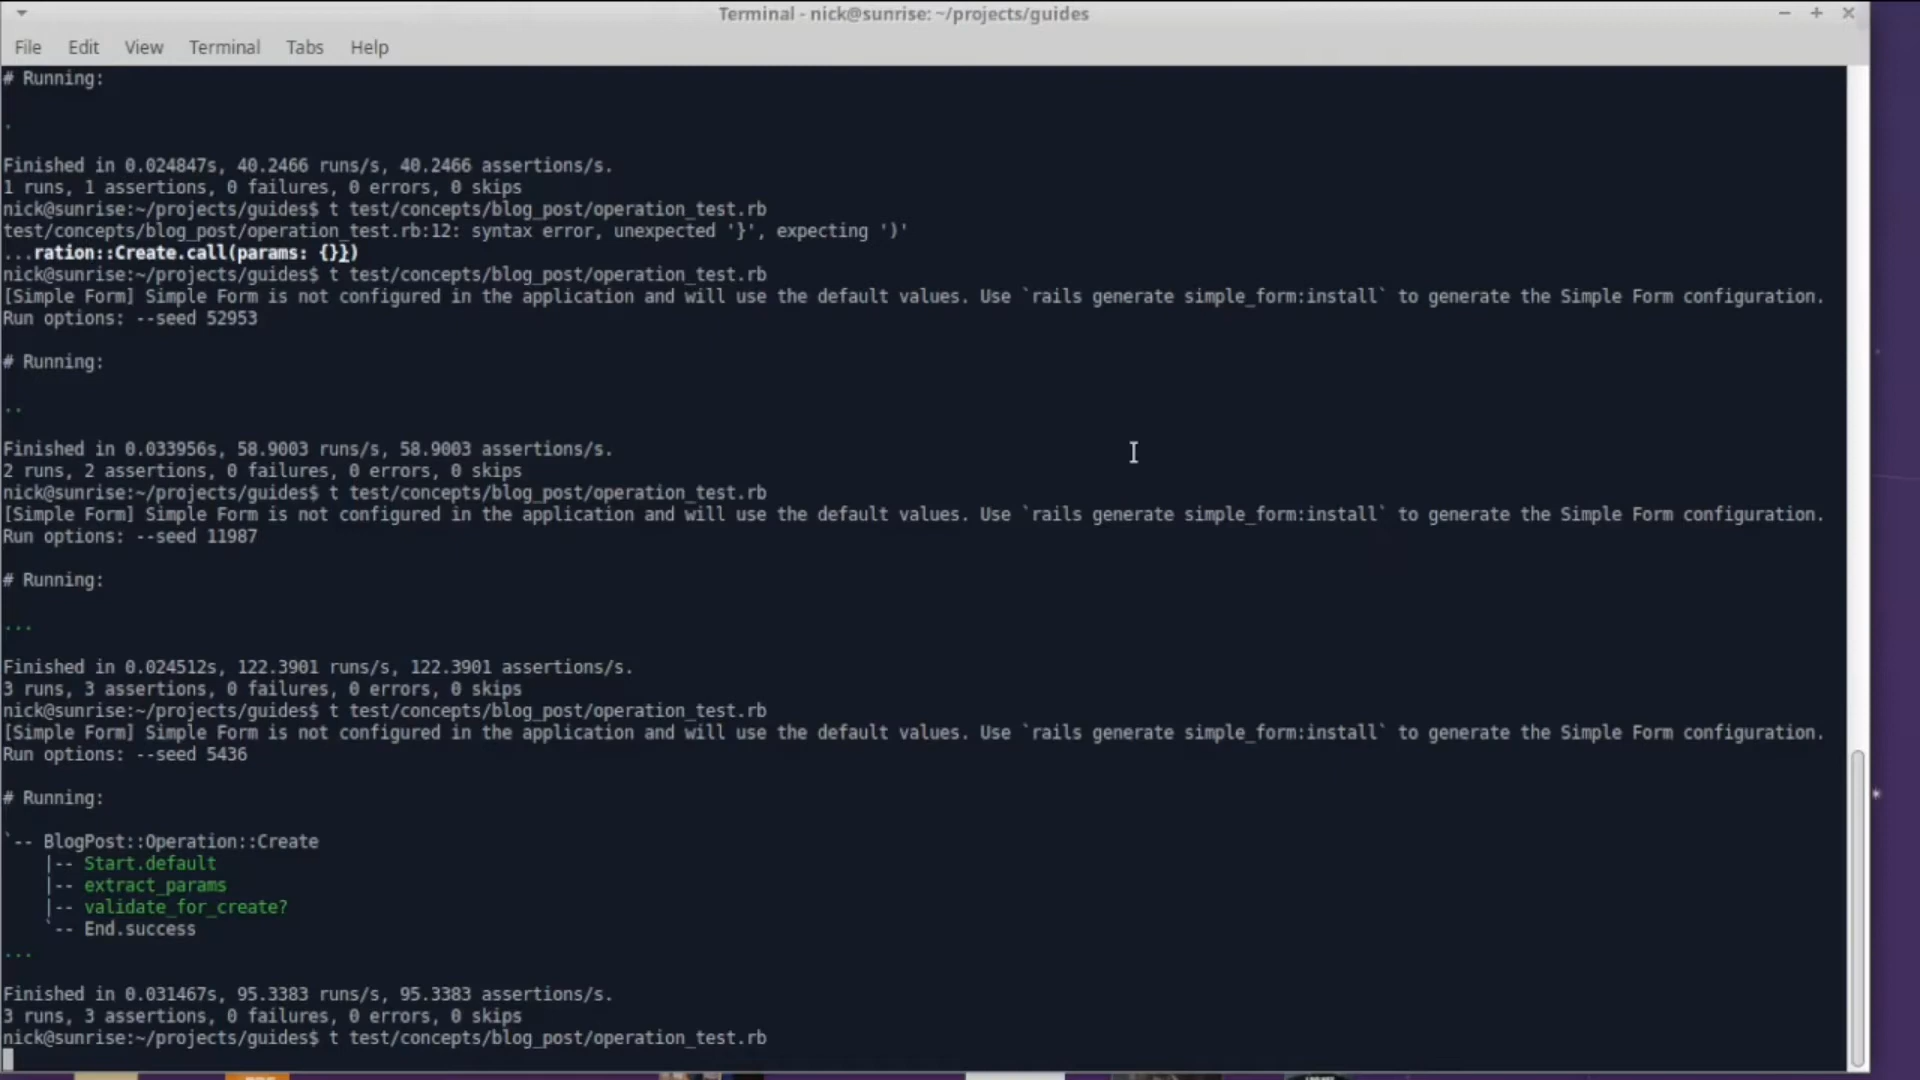 Terminal - nick@sunrise: ~/projects/guides
File Edit View Terminal Tabs Help
# Running:
.
Finished in 0.024847s, 40.2466 runs/s, 40.2466 assertions/s.
1 runs, 1 assertions, 0 failures, 0 errors, 0 skips
nick@sunrise:~/projects/guides$ t test/concepts/blog_post/operation_test.rb
test/concepts/blog_post/operation_test.rb:12: syntax error, unexpected '}', expecting ')'
...ration::Create.call(params: {}})
nick@sunrise:~/projects/guides$ t test/concepts/blog_post/operation_test.rb
[Simple Form] Simple Form is not configured in the application and will use the default values. Use `rails generate simple_form:install` to generate the Simple Form configuration.
Run options: --seed 52953
# Running:
..
Finished in 0.033956s, 58.9003 runs/s, 58.9003 assertions/s.
2 runs, 2 assertions, 0 failures, 0 errors, 0 skips
nick@sunrise:~/projects/guides$ t test/concepts/blog_post/operation_test.rb
[Simple Form] Simple Form is not configured in the application and will use the default values. Use `rails generate simple_form:install` to generate the Simple Form configuration.
Run options: --seed 11987
# Running:
...
Finished in 0.024512s, 122.3901 runs/s, 122.3901 assertions/s.
3 runs, 3 assertions, 0 failures, 0 errors, 0 skips
nick@sunrise:~/projects/guides$ t test/concepts/blog_post/operation_test.rb
[Simple Form] Simple Form is not configured in the application and will use the default values. Use `rails generate simple_form:install` to generate the Simple Form configuration.
Run options: --seed 5436
# Running:
`-- BlogPost::Operation::Create
|-- Start.default
|-- extract_params
|-- validate_for_create?
`-- End.success
...
Finished in 0.031467s, 95.3383 runs/s, 95.3383 assertions/s.
3 runs, 3 assertions, 0 failures, 0 errors, 0 skips
nick@sunrise:~/projects/guides$ t test/concepts/blog_post/operation_test.rb